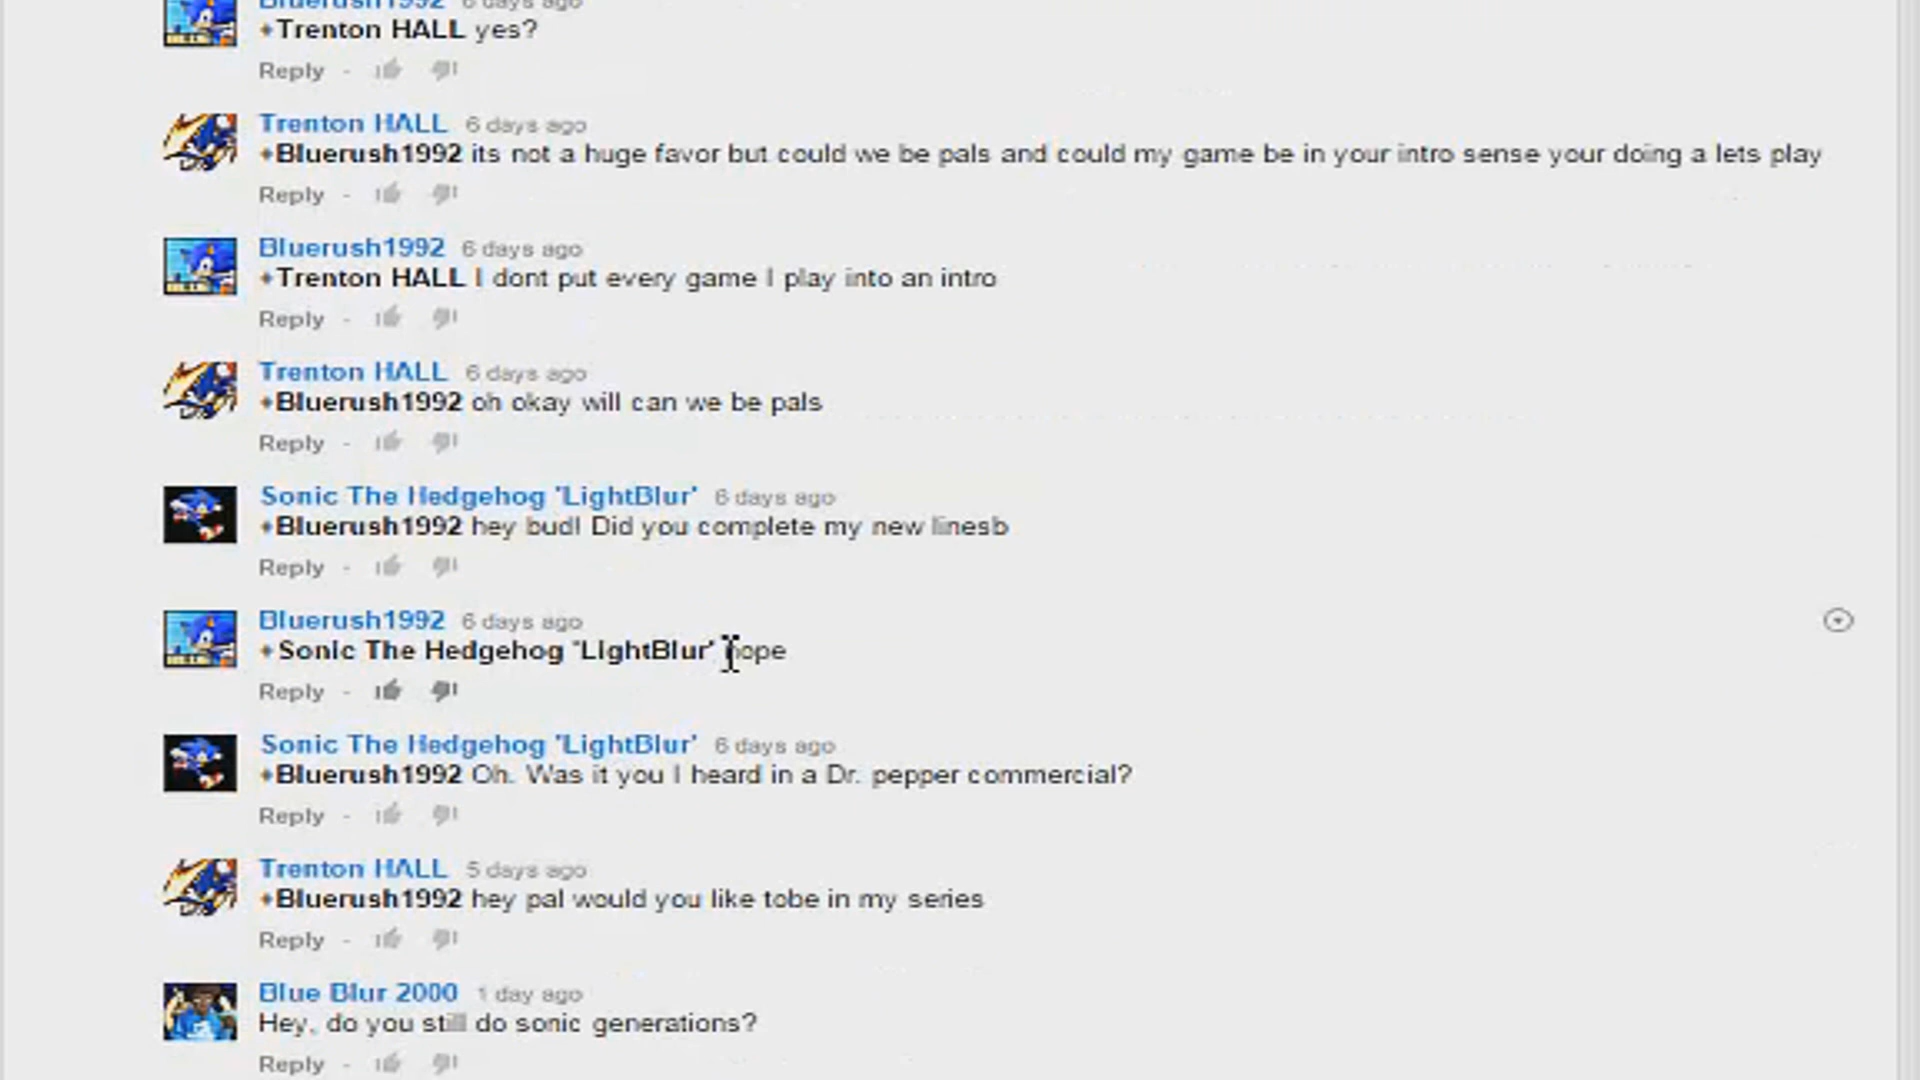 Bluerush1992 6 days ago
+Trenton HALL yes?
Reply -
Trenton HALL 6 days ago
+Bluerush1992 its not a huge favor but could we be pals and could my game be in your intro sense your doing a lets play
Reply -
Bluerush1992 6 days ago
+Trenton HALL I dont put every game I play into an intro
Reply -
Trenton HALL 6 days ago
+Bluerush1992 oh okay will can we be pals
Reply -
Sonic The Hedgehog 'LightBlur' 6 days ago
+Bluerush1992 hey bud! Did you complete my new linesb
Reply -
Bluerush1992 6 days ago
+Sonic The Hedgehog 'LightBlur' nope
Reply -
Sonic The Hedgehog 'LightBlur' 6 days ago
+Bluerush1992 Oh. Was it you I heard in a Dr. pepper commercial?
Reply -
Trenton HALL 5 days ago
+Bluerush1992 hey pal would you like tobe in my series
Reply -
Blue Blur 2000 1 day ago
Hey, do you still do sonic generations?
Reply -